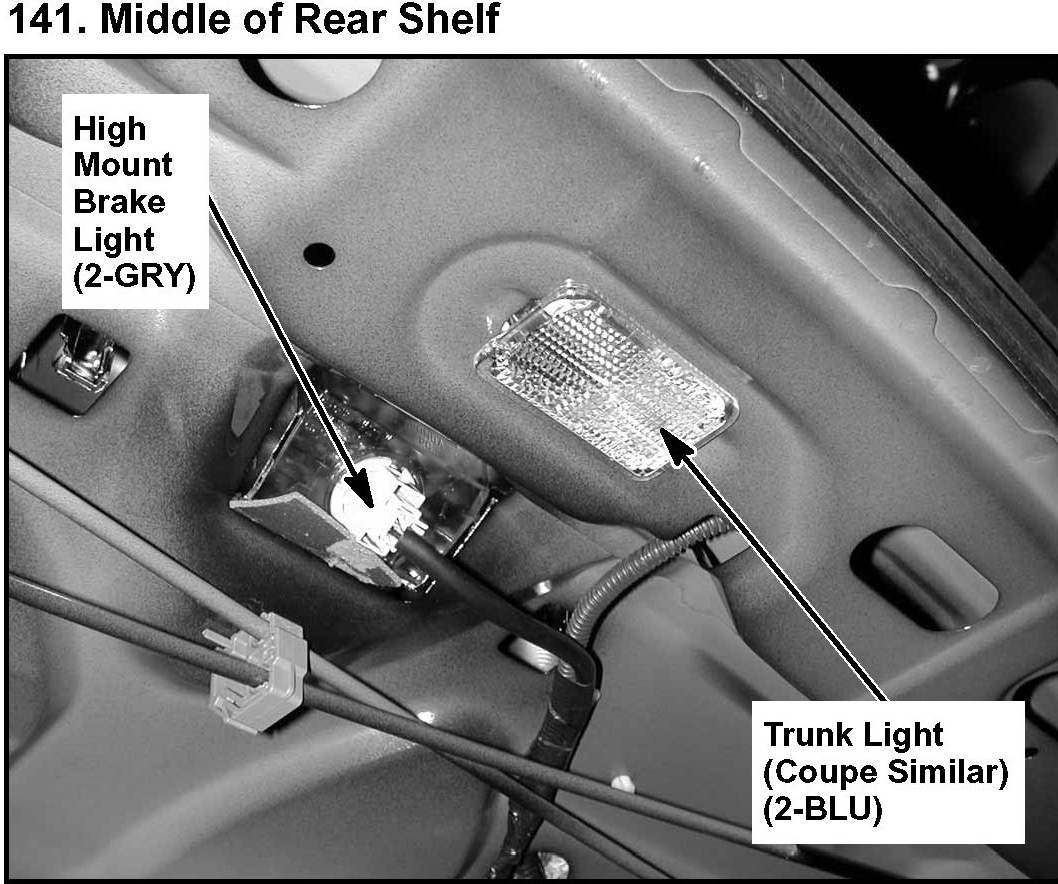 141. Middle of Rear Shelf
High
Mount
Brake
Light
(2-GRY)
Trunk Light
(Coupe Similar)
(2-BLU)